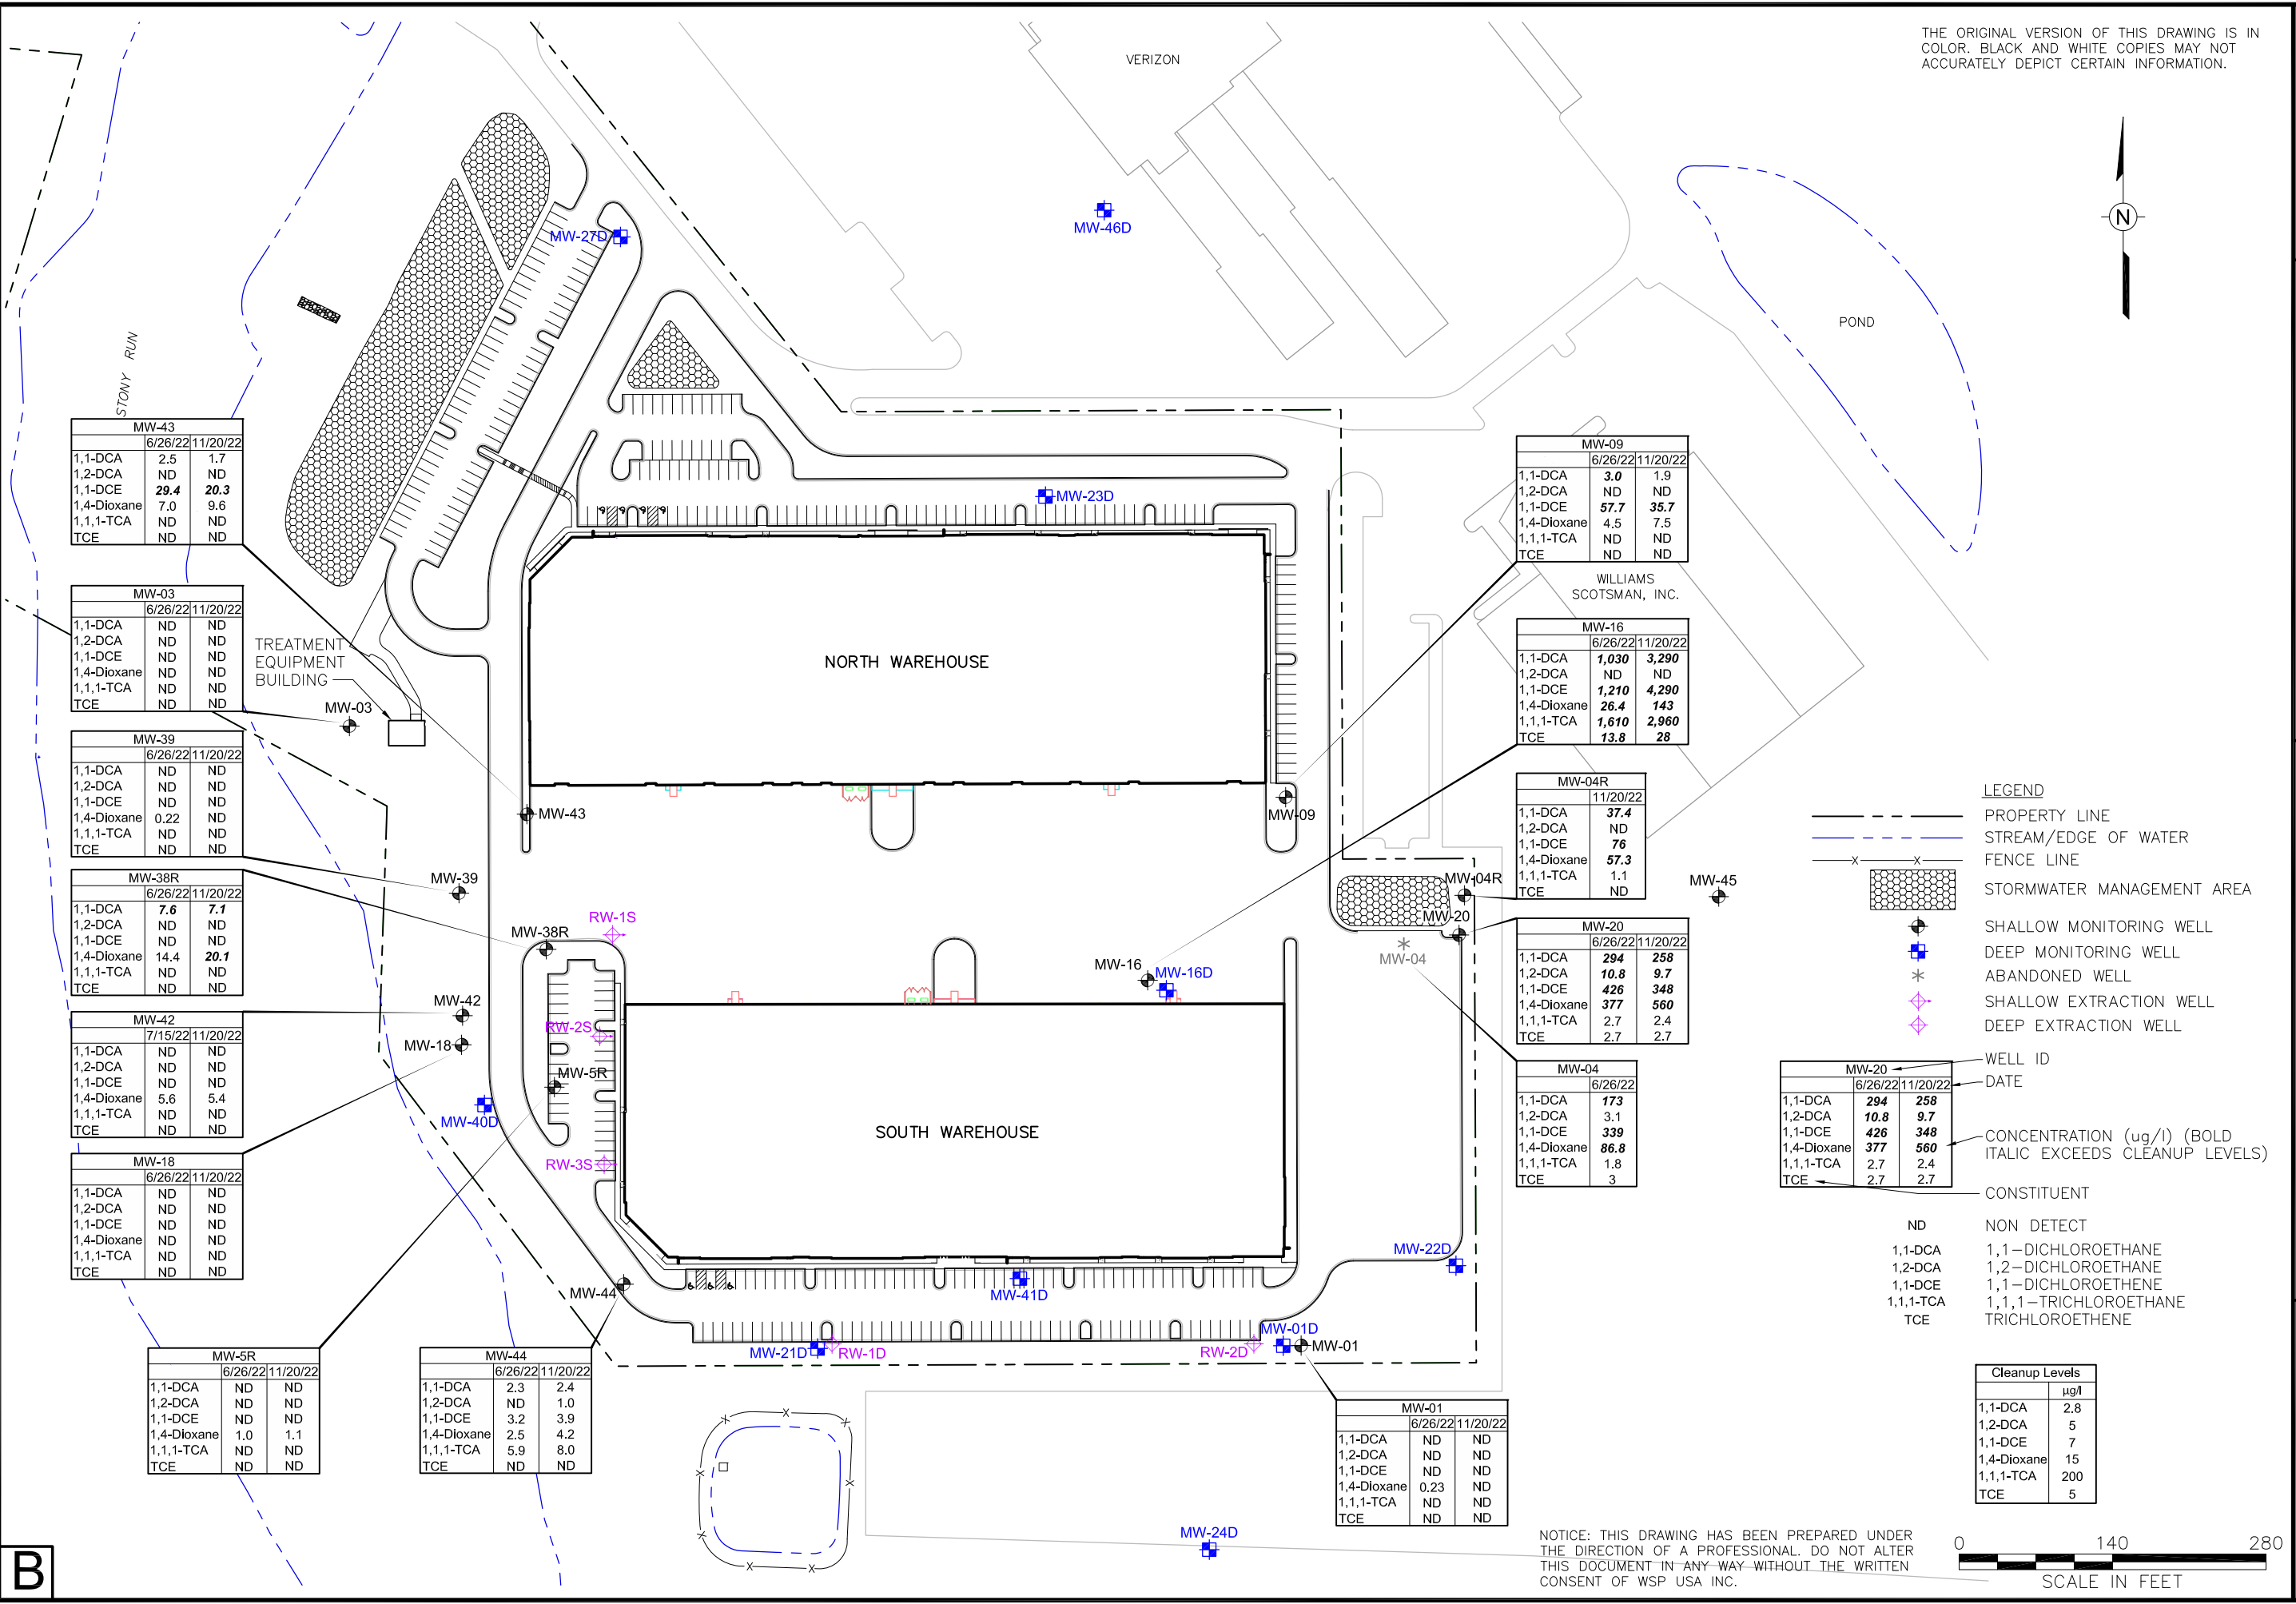 THE ORIGINAL VERSION OF THIS DRAWING IS IN
COLOR. BLACK AND WHITE COPIES MAY NOT
ACCURATELY DEPICT CERTAIN INFORMATION.
VERIZON
N
MW-46D
MW-27D
POND
STONY RUN
MW-43
6/26/22 11/20/22
1,1-DCA 2.5 1.7
1,2-DCA ND ND
1,1-DCE 29.4 20.3
1,4-Dioxane 7.0 9.6
1,1,1-TCA ND ND
TCE ND ND
MW-03
6/26/22 11/20/22
1,1-DCA ND ND
1,2-DCA ND ND
1,1-DCE ND ND
1,4-Dioxane ND ND
1,1,1-TCA ND ND
TCE ND ND
MW-39
6/26/22 11/20/22
1,1-DCA ND ND
1,2-DCA ND ND
1,1-DCE ND ND
1,4-Dioxane 0.22 ND
1,1,1-TCA ND ND
TCE ND ND
MW-38R
6/26/22 11/20/22
1,1-DCA 7.6 7.1
1,2-DCA ND ND
1,1-DCE ND ND
1,4-Dioxane 14.4 20.1
1,1,1-TCA ND ND
TCE ND ND
MW-42
7/15/22 11/20/22
1,1-DCA ND ND
1,2-DCA ND ND
1,1-DCE ND ND
1,4-Dioxane 5.6 5.4
1,1,1-TCA ND ND
TCE ND ND
MW-18
6/26/22 11/20/22
1,1-DCA ND ND
1,2-DCA ND ND
1,1-DCE ND ND
1,4-Dioxane ND ND
1,1,1-TCA ND ND
TCE ND ND
MW-5R
6/26/22 11/20/22
1,1-DCA ND ND
1,2-DCA ND ND
1,1-DCE ND ND
1,4-Dioxane 1.0 1.1
1,1,1-TCA ND ND
TCE ND ND
MW-44
6/26/22 11/20/22
1,1-DCA 2.3 2.4
1,2-DCA ND 1.0
1,1-DCE 3.2 3.9
1,4-Dioxane 2.5 4.2
1,1,1-TCA 5.9 8.0
TCE ND ND
TREATMENT
EQUIPMENT
BUILDING
MW-03
MW-23D
NORTH WAREHOUSE
MW-43
MW-09
MW-39
RW-1S
MW-38R
MW-16
MW-16D
MW-42
RW-2S
MW-18
MW-5R
MW-40D
SOUTH WAREHOUSE
RW-3S
MW-22D
MW-44
MW-41D
MW-01D
MW-21D
RW-1D
RW-2D
MW-01
MW-24D
MW-04R
MW-20
MW-04
MW-45
MW-09
6/26/22 11/20/22
1,1-DCA 3.0 1.9
1,2-DCA ND ND
1,1-DCE 57.7 35.7
1,4-Dioxane 4.5 7.5
1,1,1-TCA ND ND
TCE ND ND
WILLIAMS
SCOTSMAN, INC.
MW-16
6/26/22 11/20/22
1,1-DCA 1,030 3,290
1,2-DCA ND ND
1,1-DCE 1,210 4,290
1,4-Dioxane 26.4 143
1,1,1-TCA 1,610 2,960
TCE 13.8 28
MW-04R
11/20/22
1,1-DCA 37.4
1,2-DCA ND
1,1-DCE 76
1,4-Dioxane 57.3
1,1,1-TCA 1.1
TCE ND
MW-20
6/26/22 11/20/22
1,1-DCA 294 258
1,2-DCA 10.8 9.7
1,1-DCE 426 348
1,4-Dioxane 377 560
1,1,1-TCA 2.7 2.4
TCE 2.7 2.7
MW-04
6/26/22
1,1-DCA 173
1,2-DCA 3.1
1,1-DCE 339
1,4-Dioxane 86.8
1,1,1-TCA 1.8
TCE 3
MW-01
6/26/22 11/20/22
1,1-DCA ND ND
1,2-DCA ND ND
1,1-DCE ND ND
1,4-Dioxane 0.23 ND
1,1,1-TCA ND ND
TCE ND ND
LEGEND
PROPERTY LINE
STREAM/EDGE OF WATER
X X FENCE LINE
STORMWATER MANAGEMENT AREA
SHALLOW MONITORING WELL
DEEP MONITORING WELL
ABANDONED WELL
SHALLOW EXTRACTION WELL
DEEP EXTRACTION WELL
MW-20
6/26/22 11/20/22
1,1-DCA 294 258
1,2-DCA 10.8 9.7
1,1-DCE 426 348
1,4-Dioxane 377 560
1,1,1-TCA 2.7 2.4
TCE 2.7 2.7
WELL ID
DATE
CONCENTRATION (ug/l) (BOLD
ITALIC EXCEEDS CLEANUP LEVELS)
CONSTITUENT
ND NON DETECT
1,1-DCA 1,1-DICHLOROETHANE
1,2-DCA 1,2-DICHLOROETHANE
1,1-DCE 1,1-DICHLOROETHENE
1,1,1-TCA 1,1,1-TRICHLOROETHANE
TCE TRICHLOROETHENE
Cleanup Levels
µg/l
1,1-DCA 2.8
1,2-DCA 5
1,1-DCE 7
1,4-Dioxane 15
1,1,1-TCA 200
TCE 5
NOTICE: THIS DRAWING HAS BEEN PREPARED UNDER
THE DIRECTION OF A PROFESSIONAL. DO NOT ALTER
THIS DOCUMENT IN ANY WAY WITHOUT THE WRITTEN
CONSENT OF WSP USA INC.
0 140 280
SCALE IN FEET
B